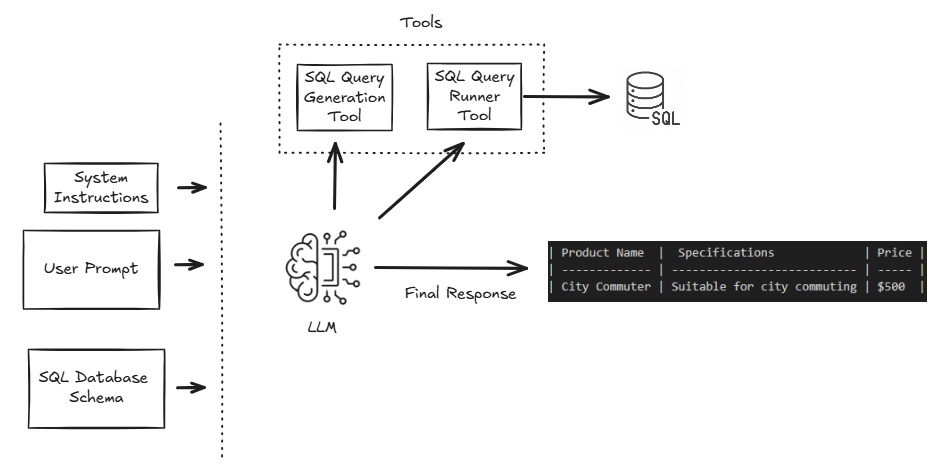 Tools
SQL Query
Generation
Tool
SQL Query
Runner
Tool
SQL
System
Instructions
User Prompt
SQL Database
Schema
LLM
Final Response
| Product Name  |  Specifications             | Price |
| ------------- | ---------------------------- | ----- |
| City Commuter | Suitable for city commuting | $500  |